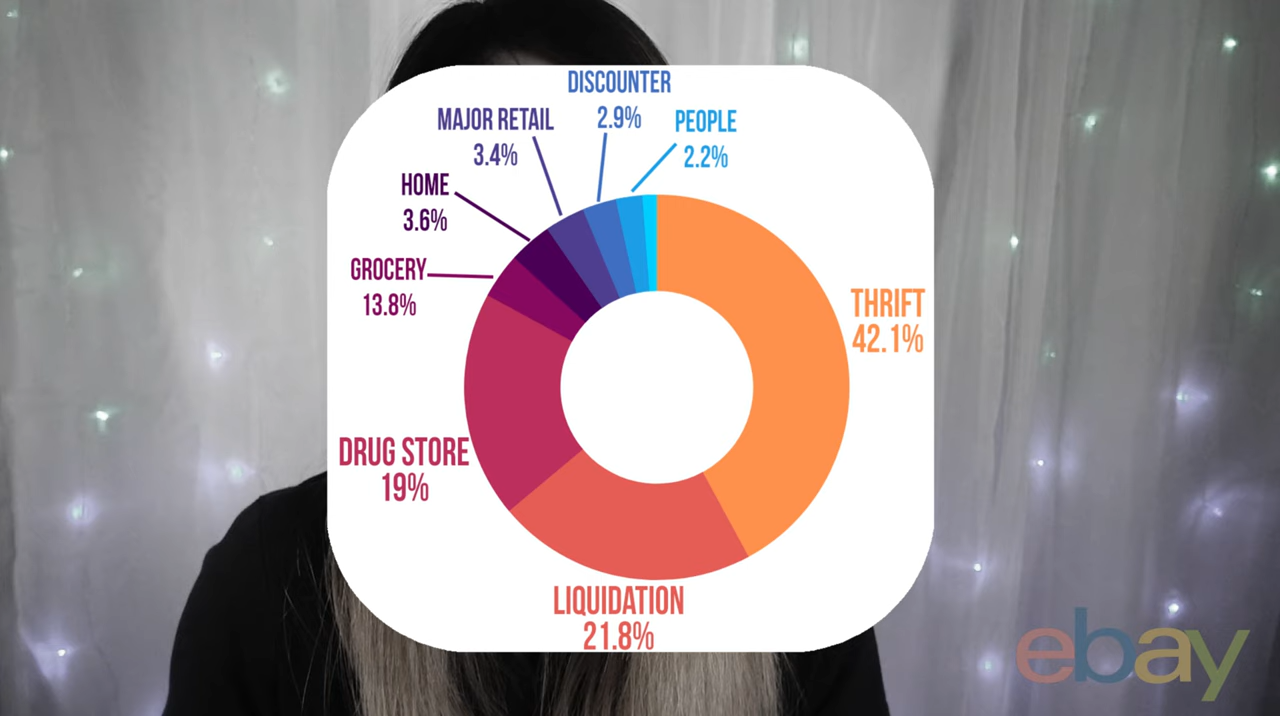 DISCOUNTER
2.9%
MAJOR RETAIL
3.4%
PEOPLE
2.2%
HOME
3.6%
GROCERY
13.8%
THRIFT
42.1%
DRUG STORE
19%
LIQUIDATION
21.8%
ebay